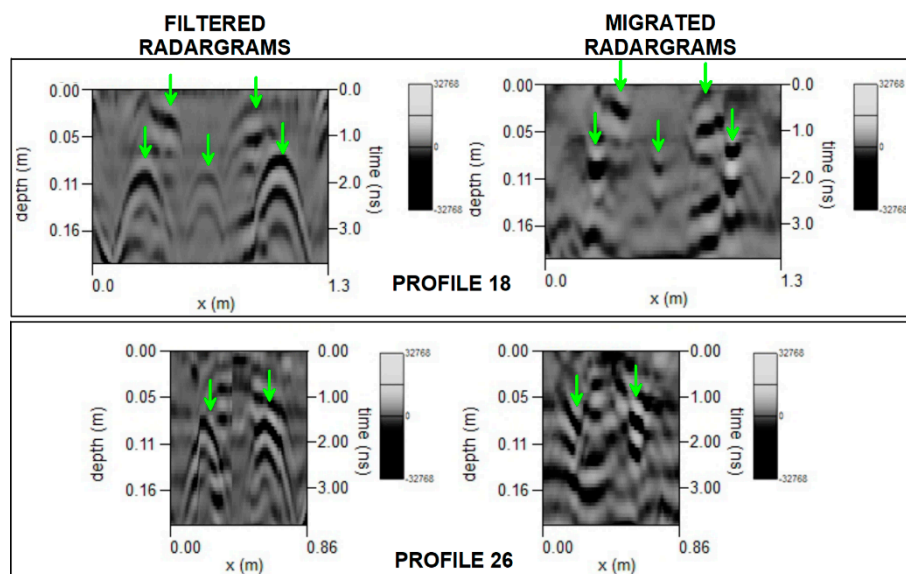 FILTERED
RADARGRAMS
MIGRATED
RADARGRAMS
0.00
0.05
0.11
0.16
depth (m)
0.0
1.0
2.0
3.0
time (ns)
32768
0
-32768
0.0
1.3
x (m)
0.00
0.05
0.11
0.16
depth (m)
0.0
1.0
2.0
3.0
time (ns)
32768
0
-32768
0.0
1.3
x (m)
PROFILE 18
0.00
0.05
0.11
0.16
depth (m)
0.00
1.00
2.00
3.00
time (ns)
32768
0
-32768
0.00
0.86
x (m)
0.00
0.05
0.11
0.16
depth (m)
0.00
1.00
2.00
3.00
time (ns)
32768
0
-32768
0.00
0.86
x (m)
PROFILE 26